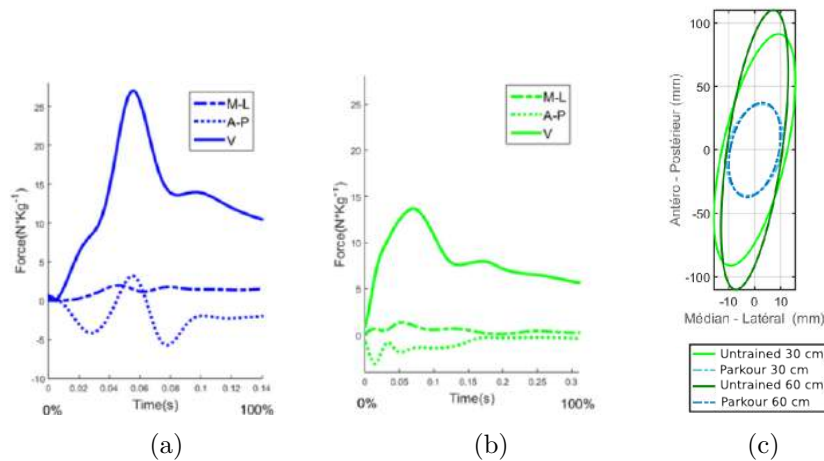 M-L
A-P
V
Force(N*Kg⁻¹)
25
20
15
10
5
0
-5
-10
0 0.02 0.04 0.06 0.08 0.1 0.12 0.14
0% Time(s) 100%
(a)
M-L
A-P
V
Force(N*Kg⁻¹)
25
20
15
10
5
0
-5
0 0.05 0.1 0.15 0.2 0.25 0.3
0% Time(s) 100%
(b)
Antéro - Postérieur (mm)
100
50
0
-50
-100
-10 0 10
Médian - Latéral (mm)
Untrained 30 cm
Parkour 30 cm
Untrained 60 cm
Parkour 60 cm
(c)